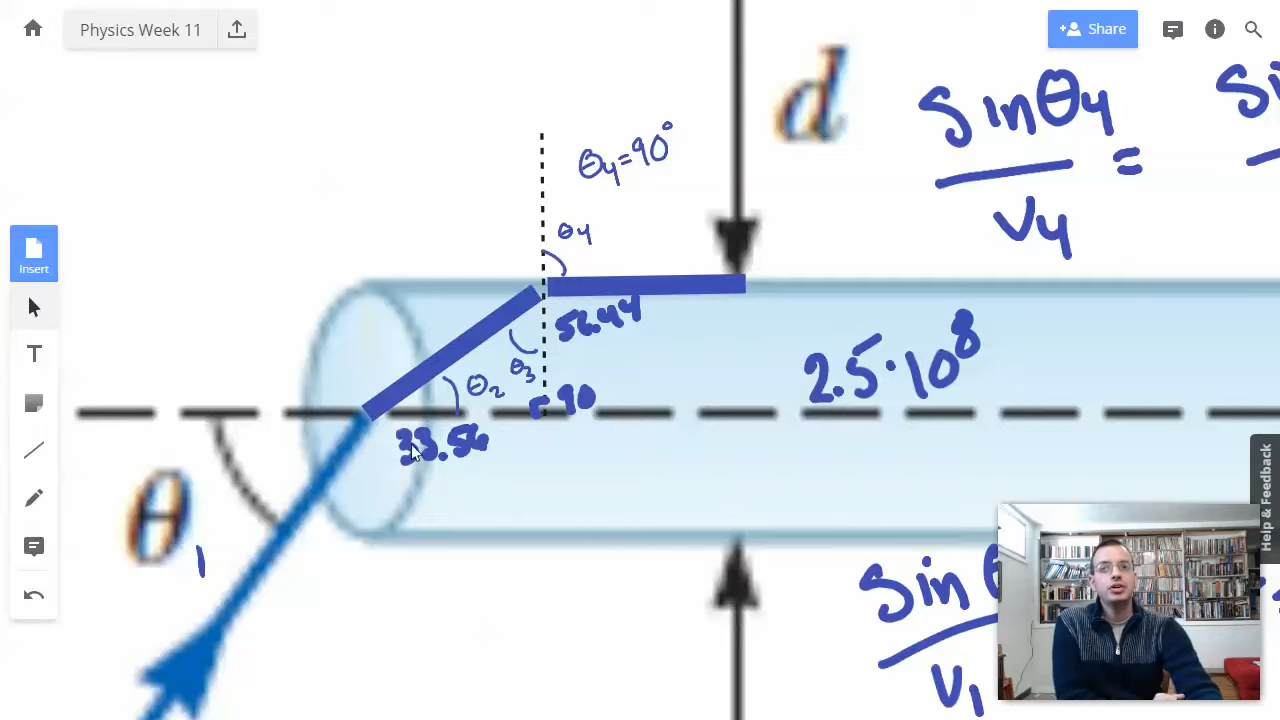 Physics Week 11
Share
d
sinθ4
v4
=
θ4=90°
θ4
Insert
56.44
2.5·10^8
θ3
θ2
90
33.56
θ
1
Help & Feedback
sin
v1